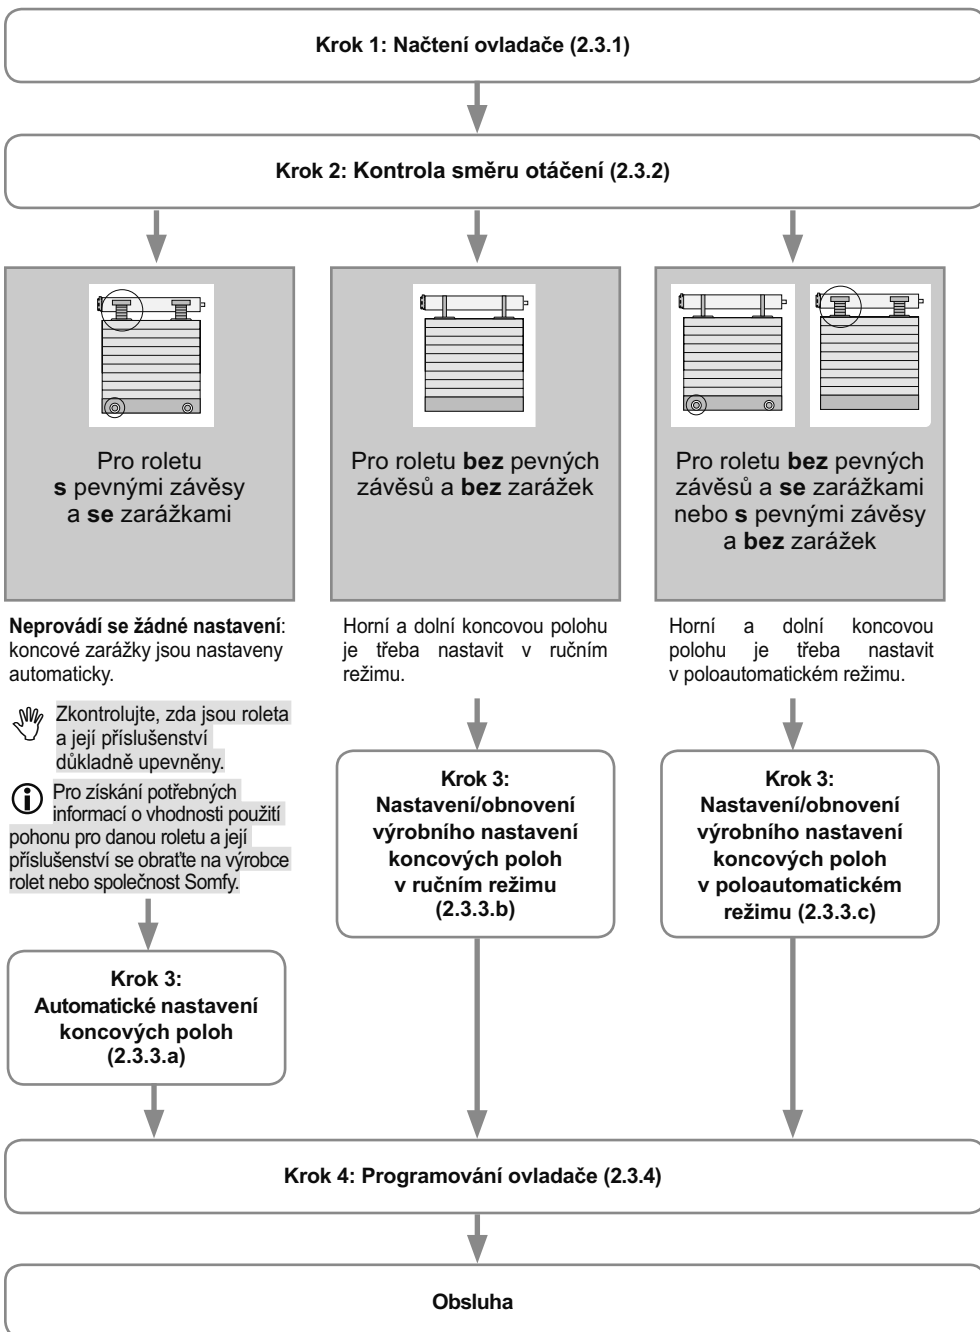 Krok 1: Načtení ovladače (2.3.1)
Krok 2: Kontrola směru otáčení (2.3.2)
Pro roletu
s pevnými závěsy
a se zarážkami
Pro roletu bez pevných
závěsů a bez zarážek
Pro roletu bez pevných
závěsů a se zarážkami
nebo s pevnými závěsy
a bez zarážek
Neprovádí se žádné nastavení:
koncové zarážky jsou nastaveny
automaticky.
Zkontrolujte, zda jsou roleta
a její příslušenství
důkladně upevněny.
Pro získání potřebných
informací o vhodnosti použití
pohonu pro danou roletu a její
příslušenství se obraťte na výrobce
rolet nebo společnost Somfy.
Krok 3:
Automatické nastavení
koncových poloh
(2.3.3.a)
Horní a dolní koncovou polohu
je třeba nastavit v ručním
režimu.
Krok 3:
Nastavení/obnovení
výrobního nastavení
koncových poloh
v ručním režimu
(2.3.3.b)
Horní a dolní koncovou
polohu je třeba nastavit
v poloautomatickém režimu.
Krok 3:
Nastavení/obnovení
výrobního nastavení
koncových poloh
v poloautomatickém
režimu (2.3.3.c)
Krok 4: Programování ovladače (2.3.4)
Obsluha